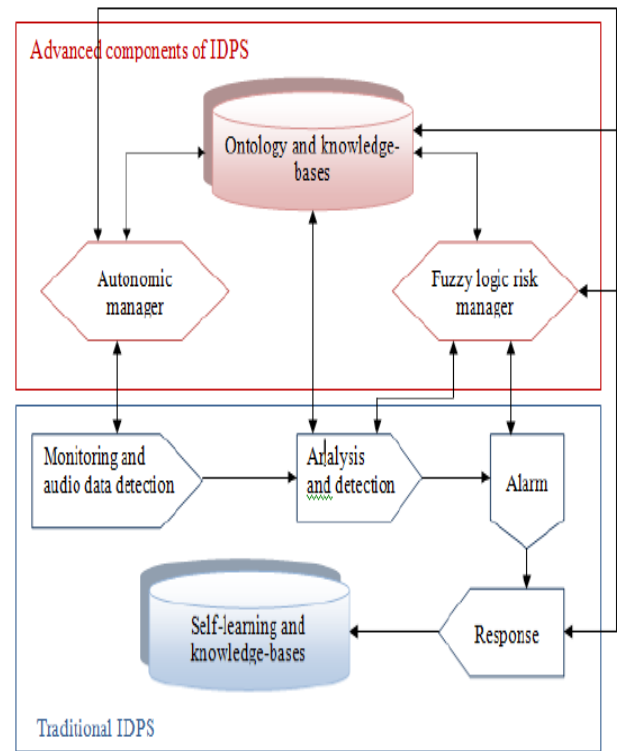 Advanced components of IDPS
Ontology and knowledge-
bases
Autonomic
manager
Fuzzy logic risk
manager
Monitoring and
audio data detection
Analysis
and detection
Alarm
Self-learning and
knowledge-bases
Response
Traditional IDPS